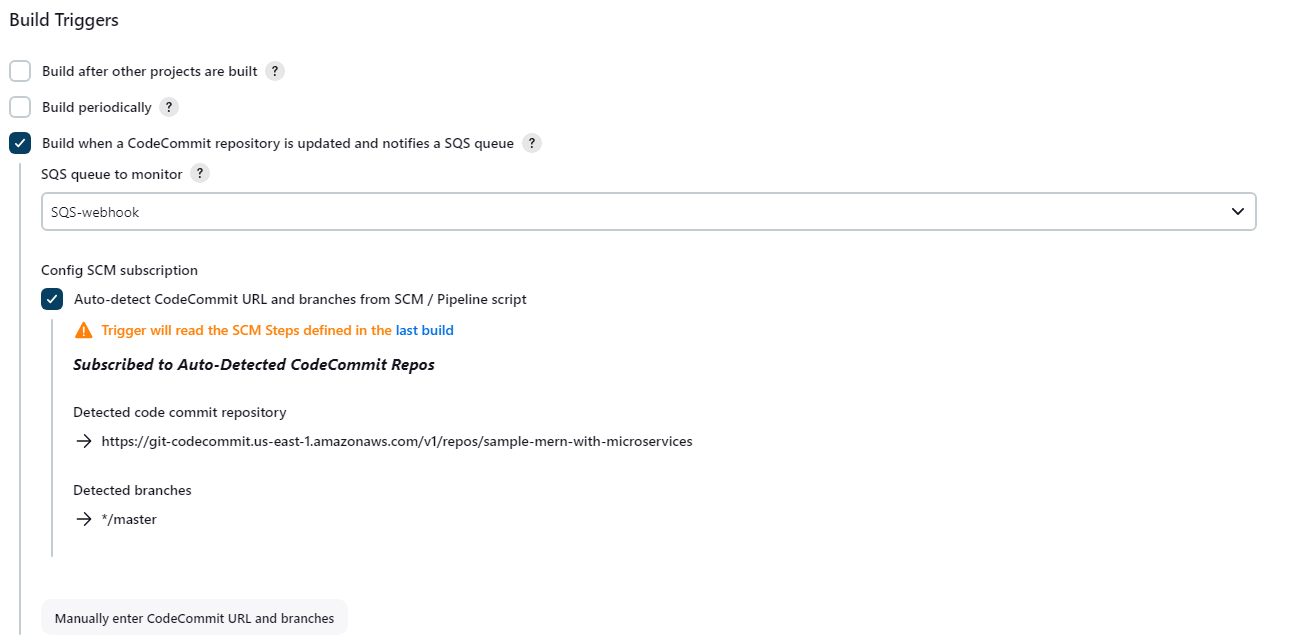 Build Triggers
Build after other projects are built ?
Build periodically ?
Build when a CodeCommit repository is updated and notifies a SQS queue ?
SQS queue to monitor ?
SQS-webhook
Config SCM subscription
Auto-detect CodeCommit URL and branches from SCM / Pipeline script
Trigger will read the SCM Steps defined in the last build
Subscribed to Auto-Detected CodeCommit Repos
Detected code commit repository
→ https://git-codecommit.us-east-1.amazonaws.com/v1/repos/sample-mern-with-microservices
Detected branches
→ */master
Manually enter CodeCommit URL and branches